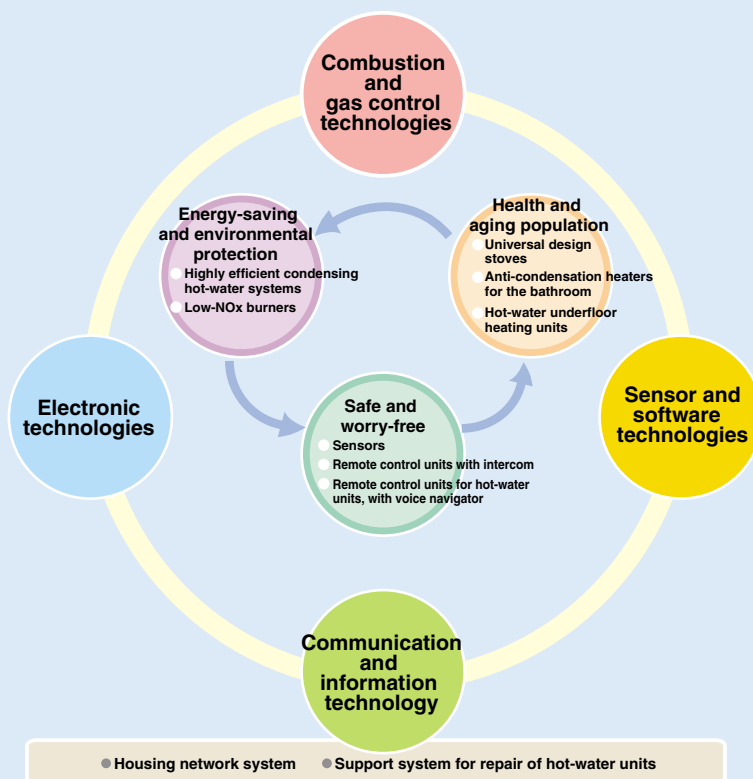 Combustion
and
gas control
technologies
Energy-saving
and environmental
protection
Highly efficient condensing
hot-water systems
Low-NOx burners
Health and
aging population
Universal design
stoves
Anti-condensation heaters
for the bathroom
Hot-water underfloor
heating units
Electronic
technologies
Safe and
worry-free
Sensors
Remote control units with intercom
Remote control units for hot-water
units, with voice navigator
Sensor and
software
technologies
Communication
and
information
technology
Housing network system
Support system for repair of hot-water units